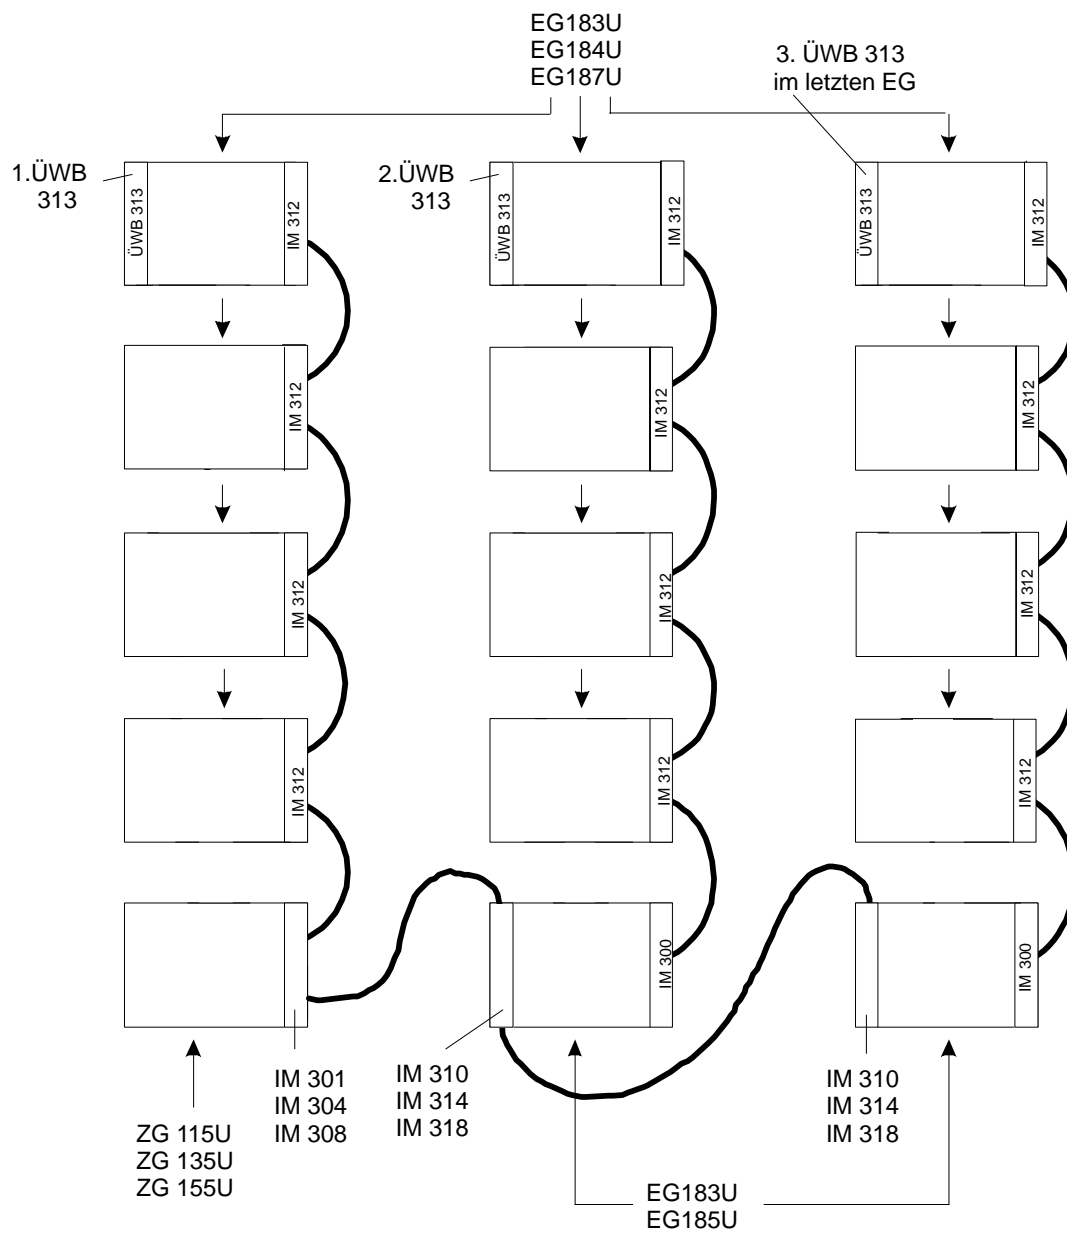 EG183U
EG184U
EG187U
3. ÜWB 313
im letzten EG
1.ÜWB
313
2.ÜWB
313
ÜWB 313
IM 312
ÜWB 313
IM 312
ÜWB 313
IM 312
IM 312
IM 312
IM 312
IM 312
IM 312
IM 312
IM 312
IM 312
IM 312
IM 300
IM 300
IM 301
IM 304
IM 308
IM 310
IM 314
IM 318
IM 310
IM 314
IM 318
ZG 115U
ZG 135U
ZG 155U
EG183U
EG185U